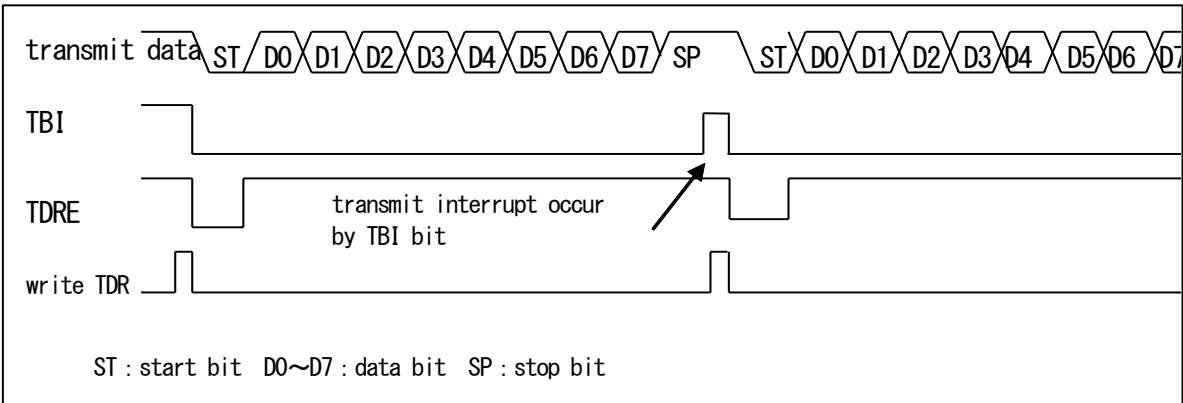 transmit data ST D0 D1 D2 D3 D4 D5 D6 D7 SP ST D0 D1 D2 D3 D4 D5 D6 D7
TBI
TDRE
transmit interrupt occur
by TBI bit
write TDR
ST：start bit D0～D7：data bit SP：stop bit